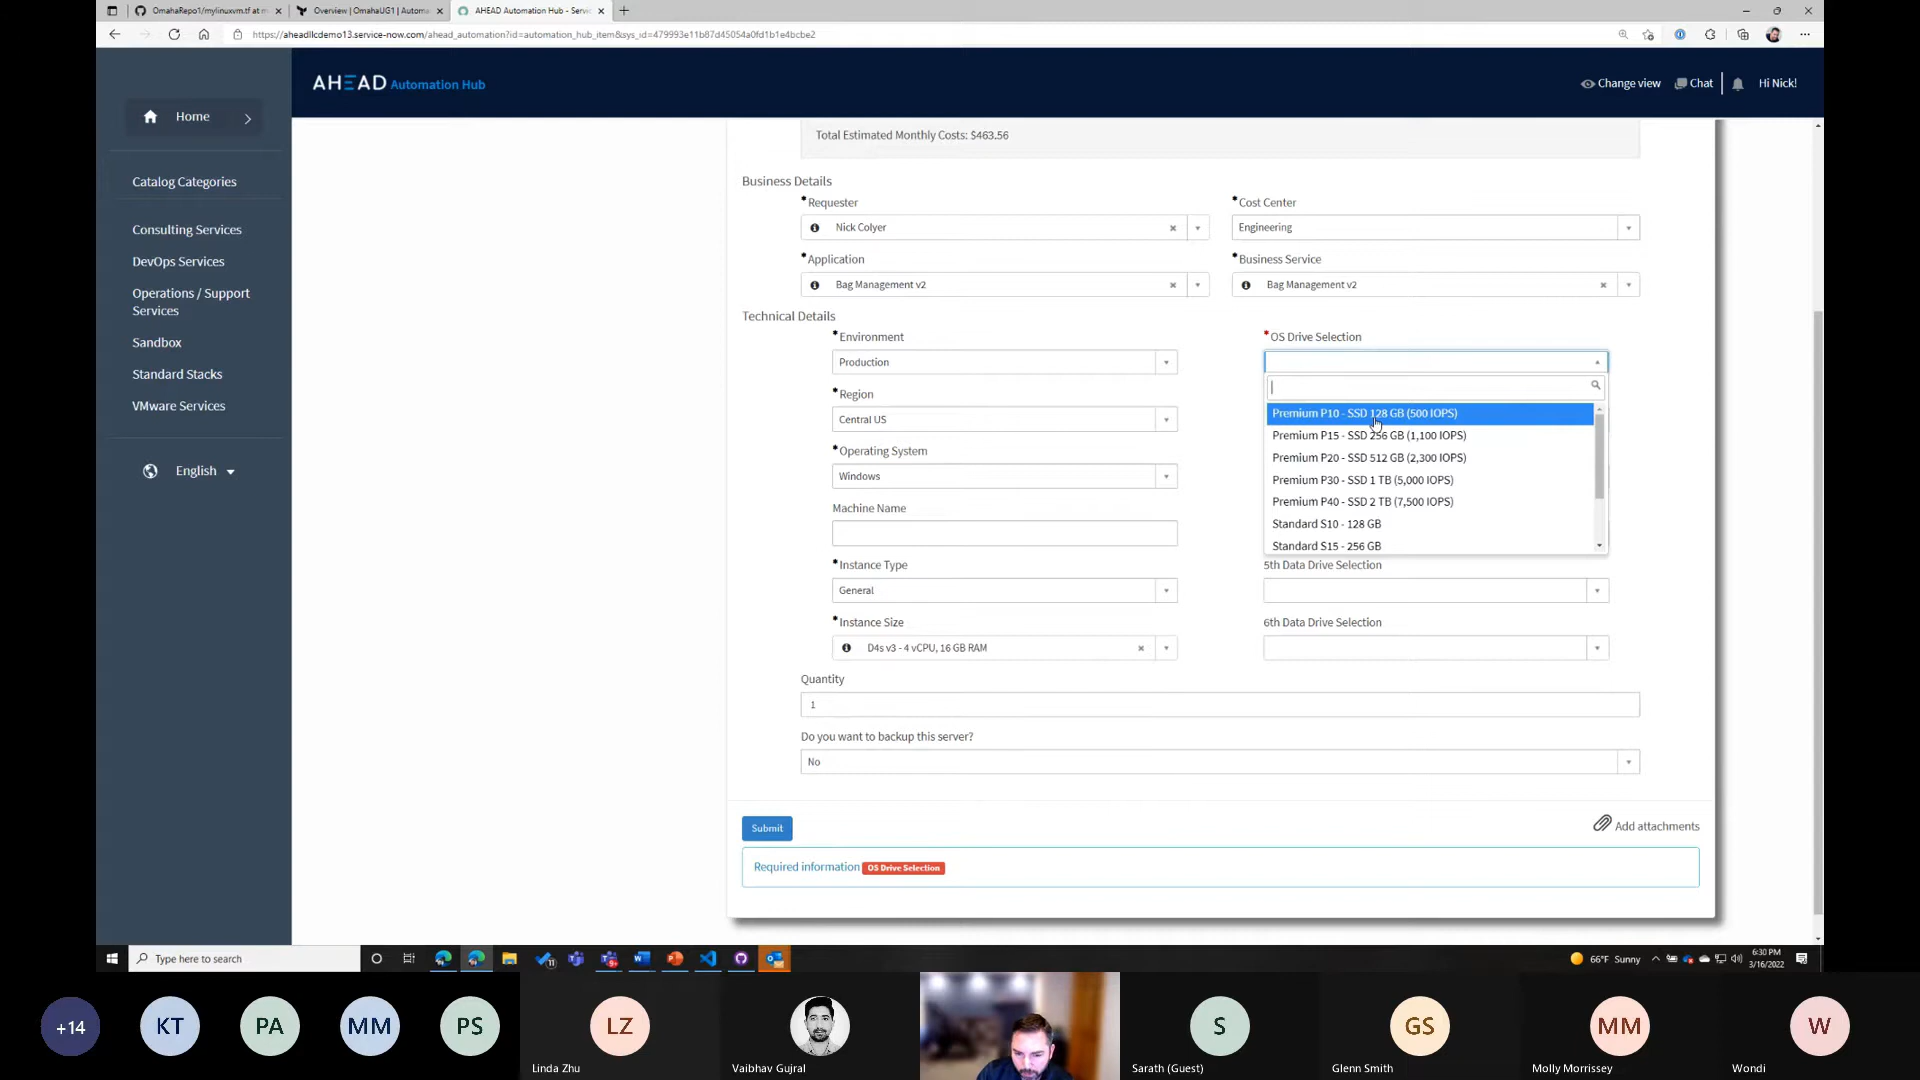 OmahaRepo1/mylinuxvm.tf at m
Overview | OmahaUG1 | Automa
AHEAD Automation Hub - Servic
https://aheadllcdemo13.service-now.com/ahead_automation?id=automation_hub_item&sys_id=479993e11b87d45054a0fd1b1e4bcbe2
AHEAD Automation Hub
Change view
Chat
Hi Nick!
Home
Catalog Categories
Consulting Services
DevOps Services
Operations / Support
Services
Sandbox
Standard Stacks
VMware Services
English
Total Estimated Monthly Costs: $463.56
Business Details
*Requester
Nick Colyer
*Cost Center
Engineering
*Application
Bag Management v2
*Business Service
Bag Management v2
Technical Details
*Environment
Production
*Region
Central US
*Operating System
Windows
Machine Name
*Instance Type
General
*Instance Size
D4s v3 - 4 vCPU, 16 GB RAM
*OS Drive Selection
Premium P10 - SSD 128 GB (500 IOPS)
Premium P15 - SSD 256 GB (1,100 IOPS)
Premium P20 - SSD 512 GB (2,300 IOPS)
Premium P30 - SSD 1 TB (5,000 IOPS)
Premium P40 - SSD 2 TB (7,500 IOPS)
Standard S10 - 128 GB
Standard S15 - 256 GB
5th Data Drive Selection
6th Data Drive Selection
Quantity
1
Do you want to backup this server?
No
Submit
Add attachments
Required information OS Drive Selection
Type here to search
66°F Sunny
6:30 PM
3/16/2022
+14
KT
PA
MM
PS
LZ
Linda Zhu
Vaibhav Gujral
S
Sarath (Guest)
GS
Glenn Smith
MM
Molly Morrissey
W
Wondi